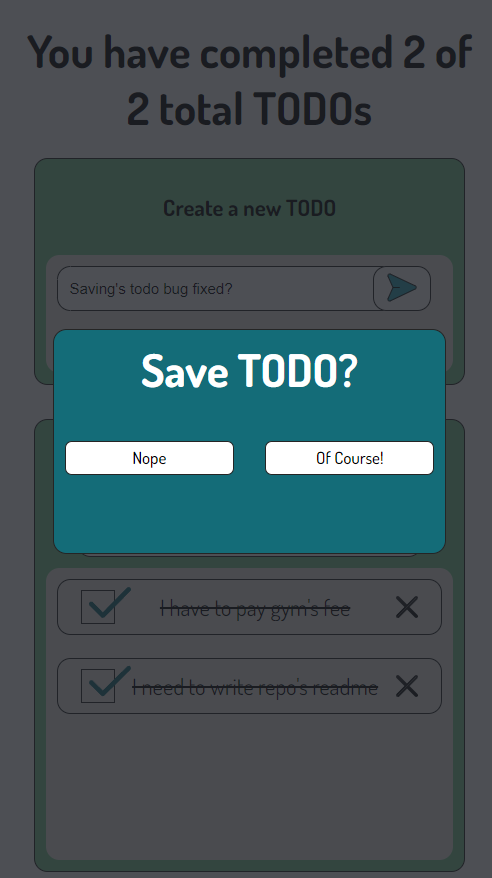 You have completed 2 of
2 total TODOs
Create a new TODO
Saving's todo bug fixed?
Save TODO?
Nope
Of Course!
I have to pay gym's fee
I need to write repo's readme